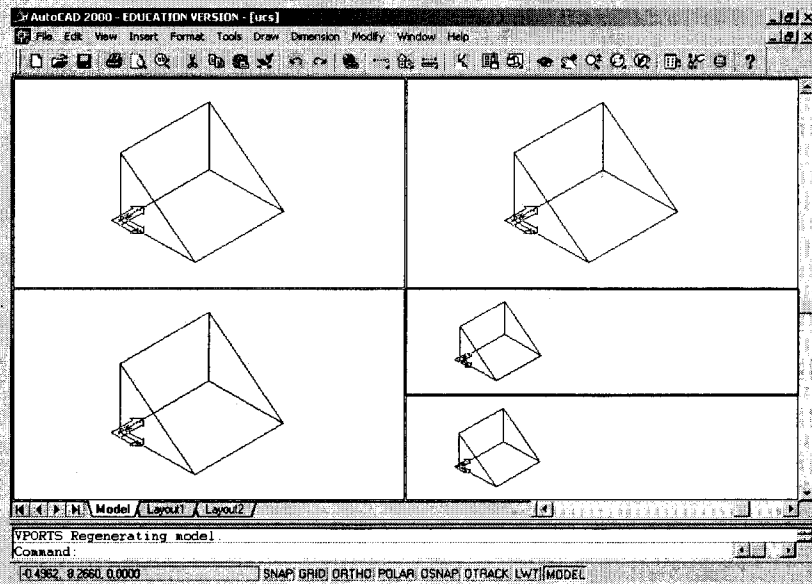 AutoCAD 2000 - EDUCATION VERSION - [ucs]
File Edit View Insert Format Tools Draw Dimension Modify Window Help
Model Layout1 Layout2
VPORTS Regenerating model
Command:
-0.4962, 8.2660, 0.0000 SNAP GRID ORTHO POLAR OSNAP OTRACK LWT MODEL